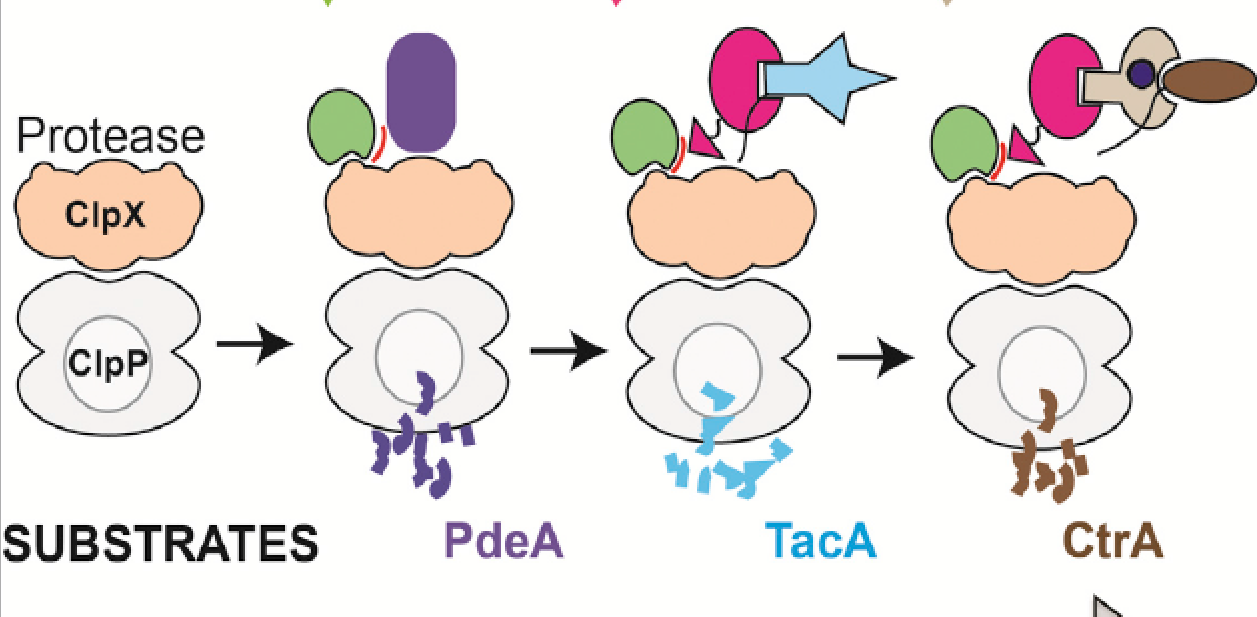 Protease
ClpX
ClpP
SUBSTRATES PdeA TacA CtrA